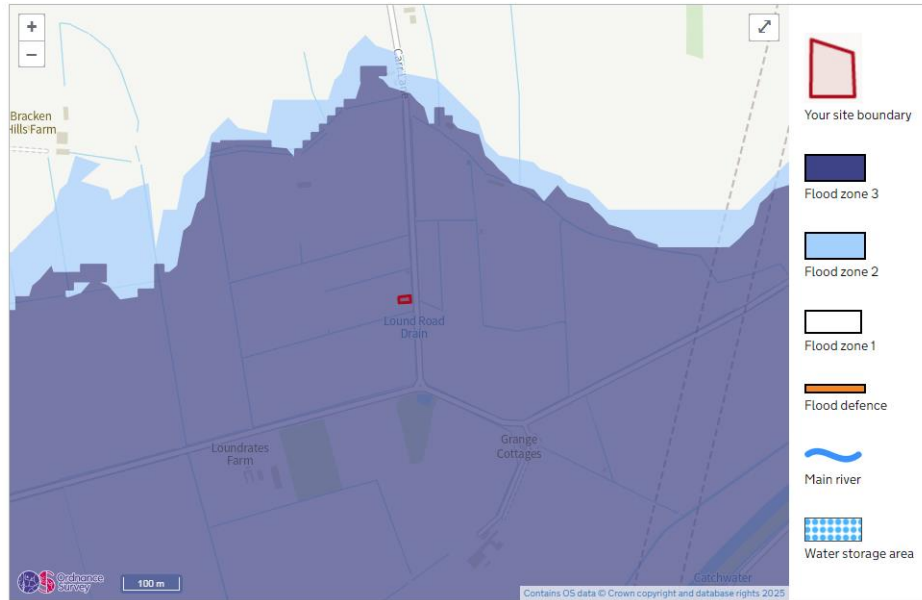 +
−
Carr Lane
Bracken
Hills Farm
Lound Road
Drain
Loundrates
Farm
Grange
Cottages
Catchwater
Ordnance
Survey
100 m
Contains OS data © Crown copyright and database rights 2025
Your site boundary
Flood zone 3
Flood zone 2
Flood zone 1
Flood defence
Main river
Water storage area